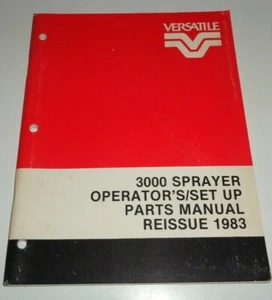 VERSATILE
3000 SPRAYER
OPERATOR'S/SET UP
PARTS MANUAL
REISSUE 1983